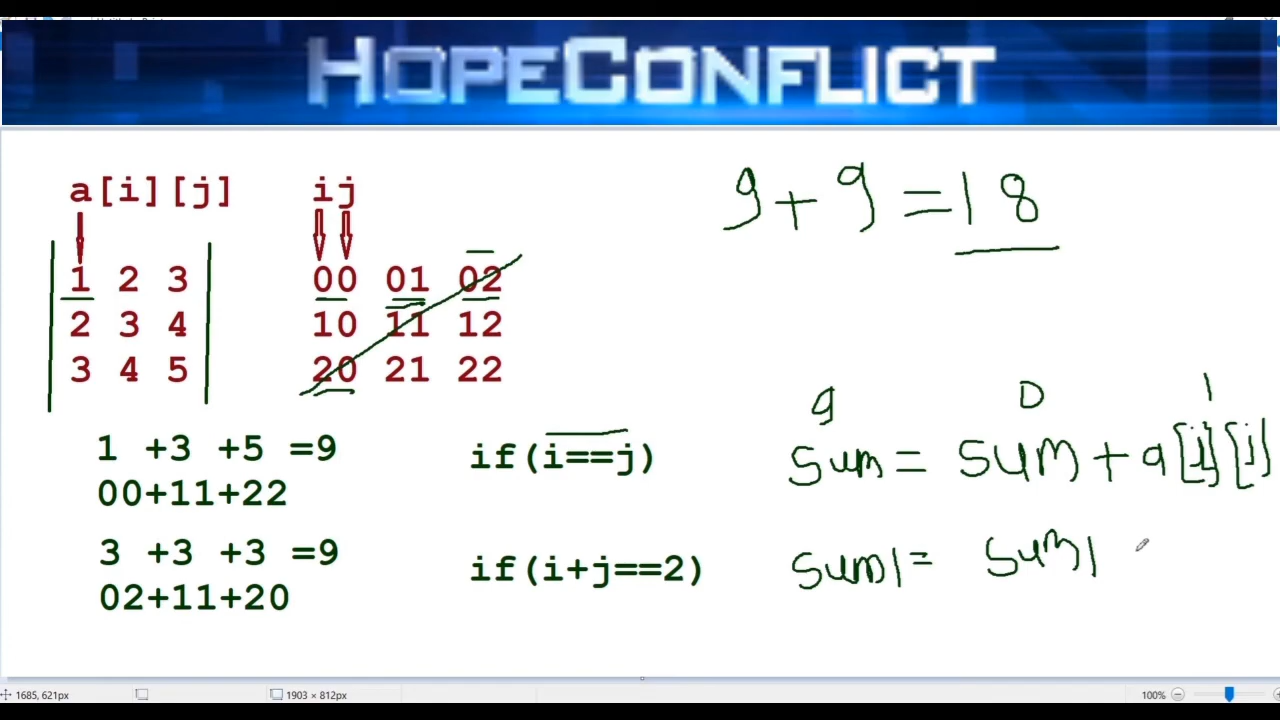 HOPECONFLICT
a[i][j] ij
9+9=18
1 2 3 00 01 02
2 3 4 10 11 12
3 4 5 20 21 22
9 0 1
1 +3 +5 =9 if(i==j) sum= sum+a[i][j]
00+11+22
3 +3 +3 =9 if(i+j==2) sum1= sum1
02+11+20
1685, 621px 1903 × 812px 100%